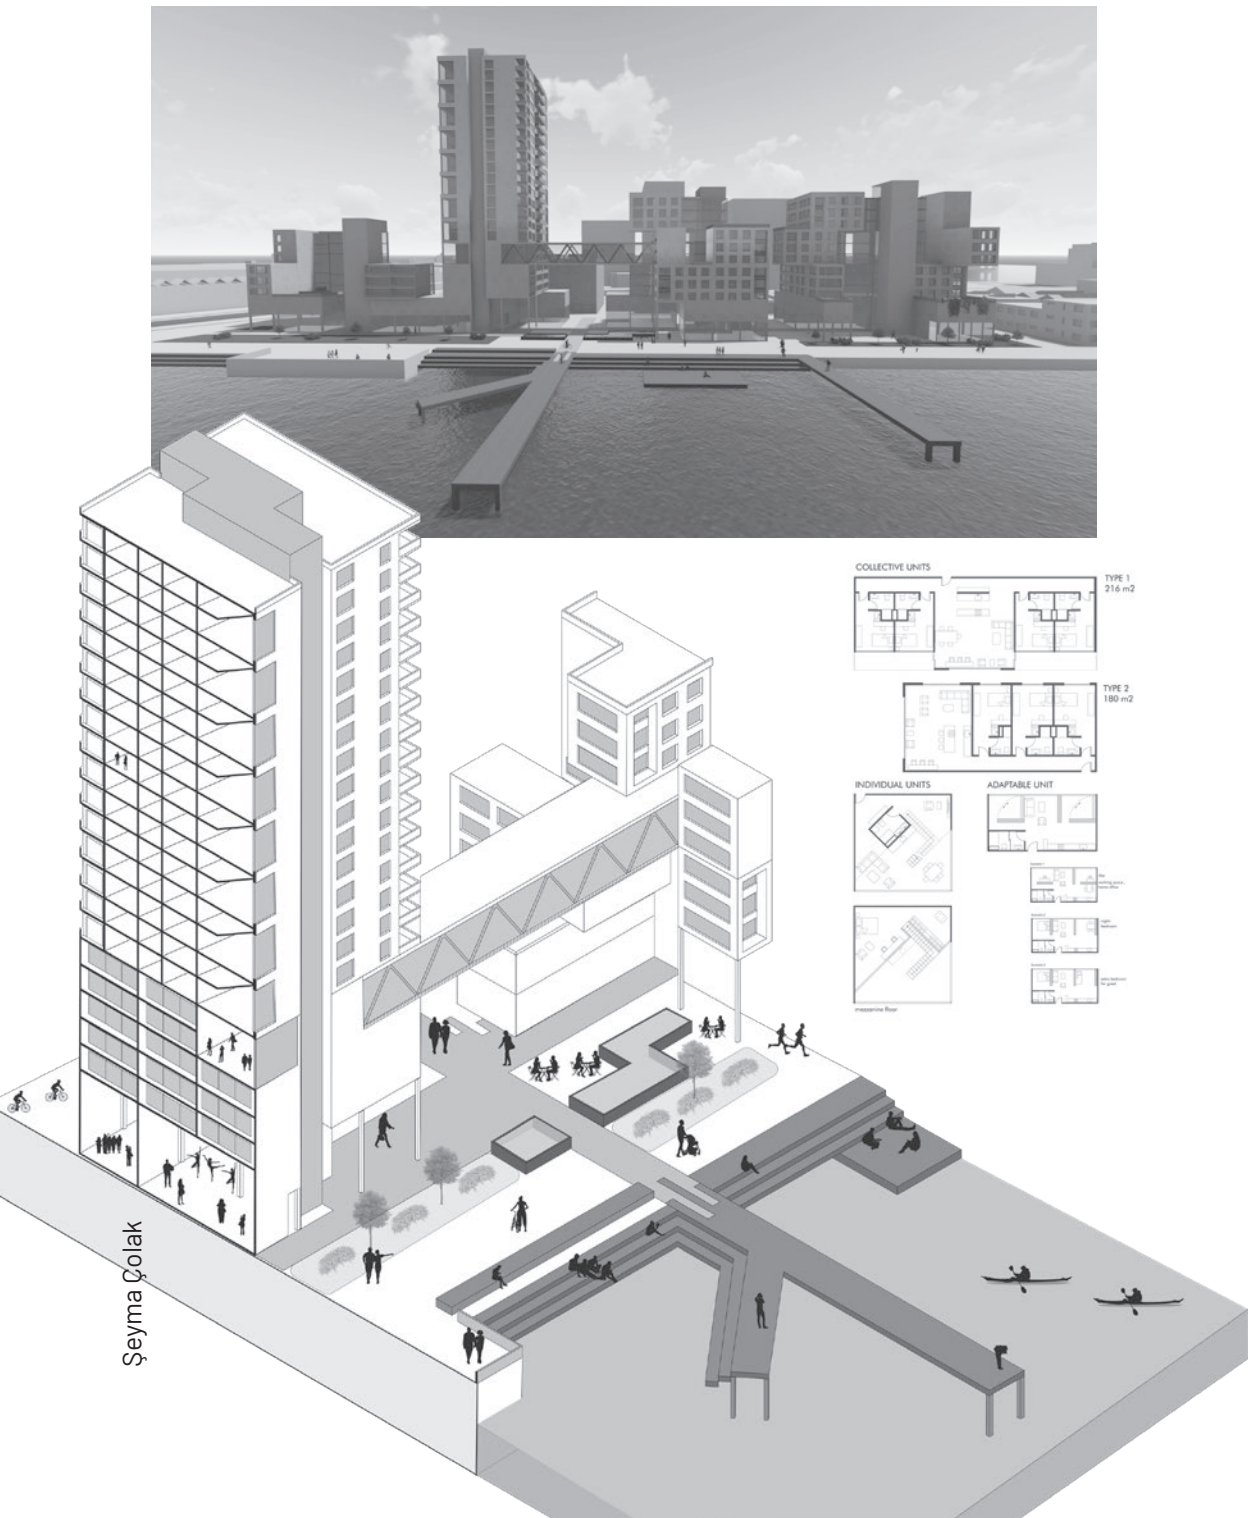 COLLECTIVE UNITS
TYPE 1
216 m2
TYPE 2
180 m2
INDIVIDUAL UNITS
ADAPTABLE UNIT
mezzanine floor
Şeyma Çolak